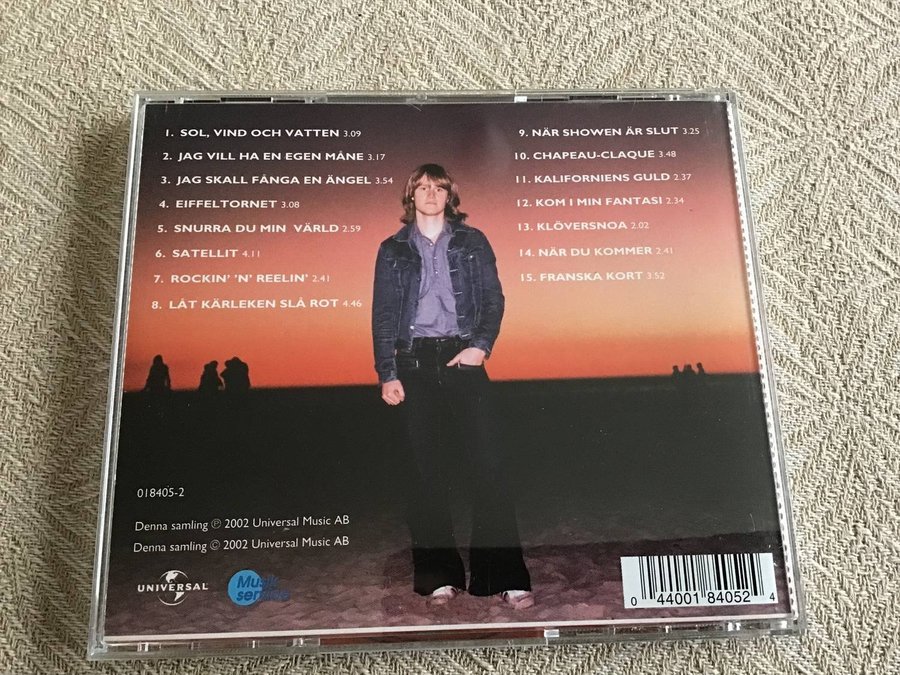 1. SOL, VIND OCH VATTEN 3.09
2. JAG VILL HA EN EGEN MÅNE 3.17
3. JAG SKALL FÅNGA EN ÄNGEL 3.54
4. EIFFELTORNET 3.08
5. SNURRA DU MIN VÄRLD 2.59
6. SATELLIT 4.11
7. ROCKIN' 'N' REELIN' 2.41
8. LÅT KÄRLEKEN SLÅ ROT 4.46
9. NÄR SHOWEN ÄR SLUT 3.25
10. CHAPEAU-CLAQUE 3.48
11. KALIFORNIENS GULD 2.37
12. KOM I MIN FANTASI 2.34
13. KLÖVERSNOA 2.02
14. NÄR DU KOMMER 2.41
15. FRANSKA KORT 3.52
018405-2
Denna samling ℗ 2002 Universal Music AB
Denna samling © 2002 Universal Music AB
UNIVERSAL
Musik
service
0 44001 84052 4